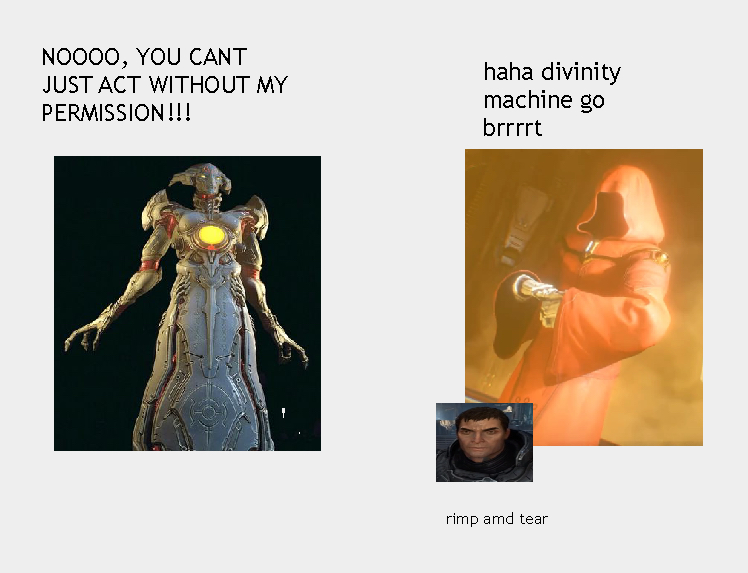 NOOOO, YOU CANT
JUST ACT WITHOUT MY
PERMISSION!!!
haha divinity
machine go
brrrrt
rimp amd tear